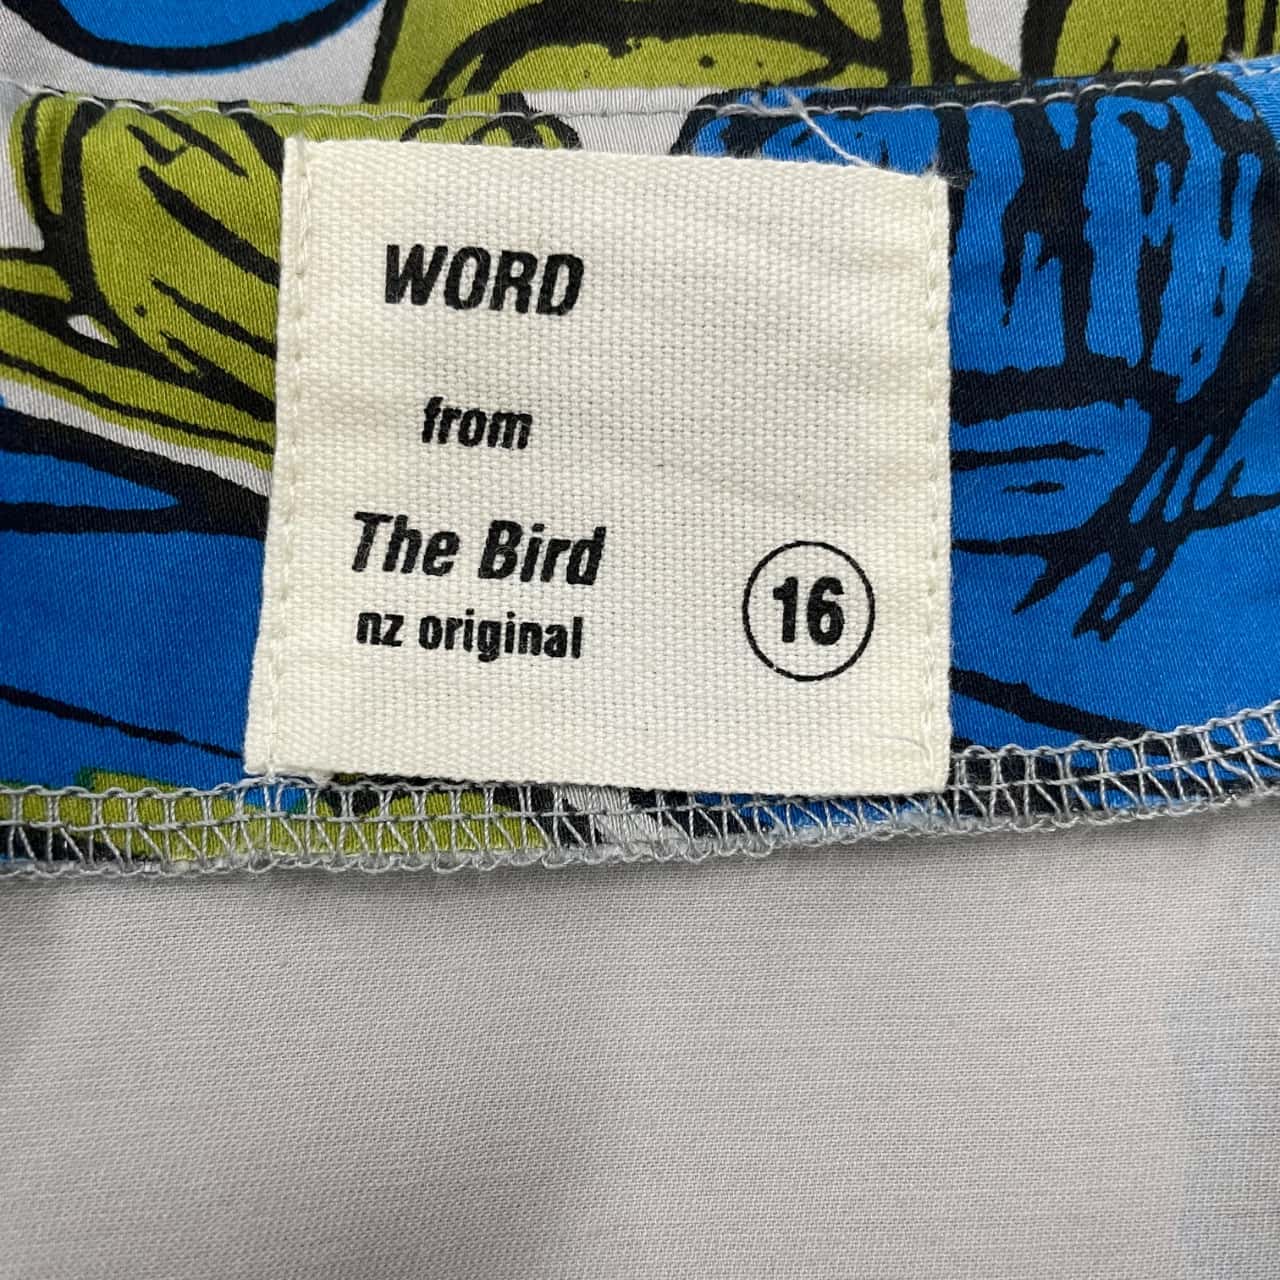 WORD
from
The Bird
nz original
16